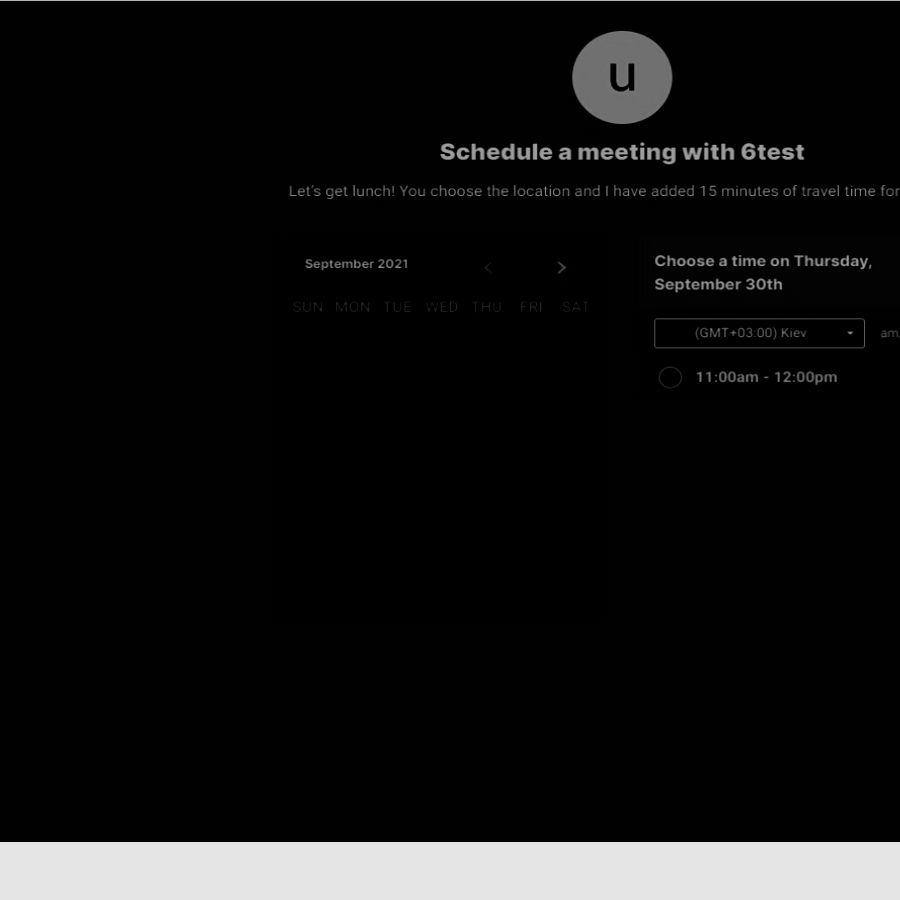 u
Schedule a meeting with 6test
Let's get lunch! You choose the location and I have added 15 minutes of travel time for
September 2021
SUN MON TUE WED THU FRI SAT
Choose a time on Thursday,
September 30th
(GMT+03:00) Kiev
am
11:00am - 12:00pm